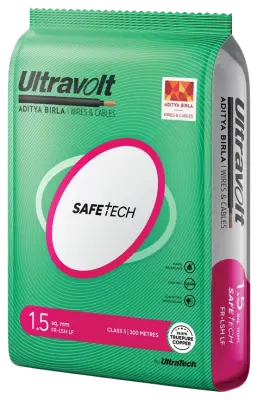 Ultravolt
ADITYA BIRLA | WIRES & CABLES
ADITYA BIRLA
WIRES & CABLES
SAFETECH
1.5 sq. mm
FR-LSH LF
CLASS 5 | 300 METRES
TRUEPURE
COPPER
By UltraTech
Ultravolt
ADITYA BIRLA | WIRES & CABLES
1.5 sq. mm
SAFETECH
FR-LSH LF